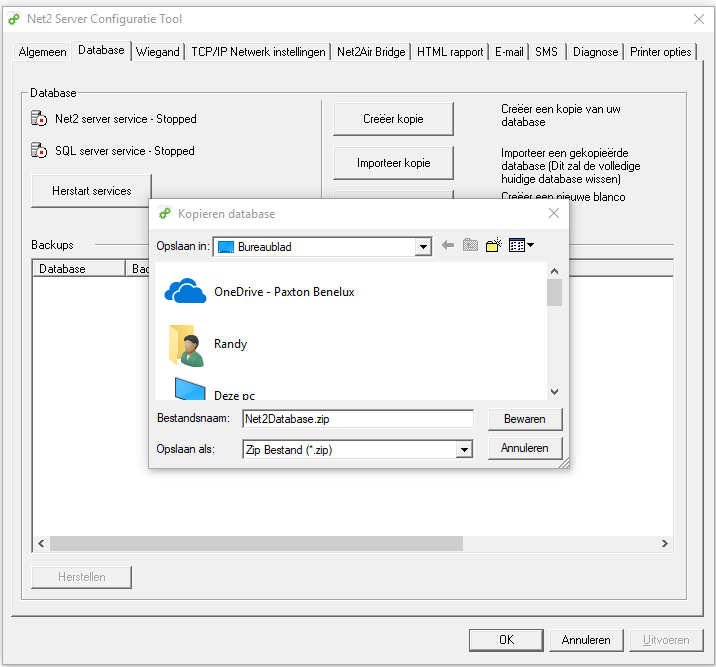 Net2 Server Configuratie Tool
Algemeen Database Wiegand TCP/IP Netwerk instellingen Net2Air Bridge HTML rapport E-mail SMS Diagnose Printer opties
Database
Net2 server service - Stopped
SQL server service - Stopped
Herstart services
Creëer kopie
Creëer een kopie van uw
database
Importeer kopie
Importeer een gekopieërde
database (Dit zal de volledige
huidige database wissen)
Creëer een nieuwe blanco
Backups
Database
Kopieren database
Opslaan in: Bureaublad
OneDrive - Paxton Benelux
Randy
Deze pc
Bestandsnaam: Net2Database.zip Bewaren
Opslaan als: Zip Bestand (*.zip) Annuleren
Herstellen
OK Annuleren Uitvoeren